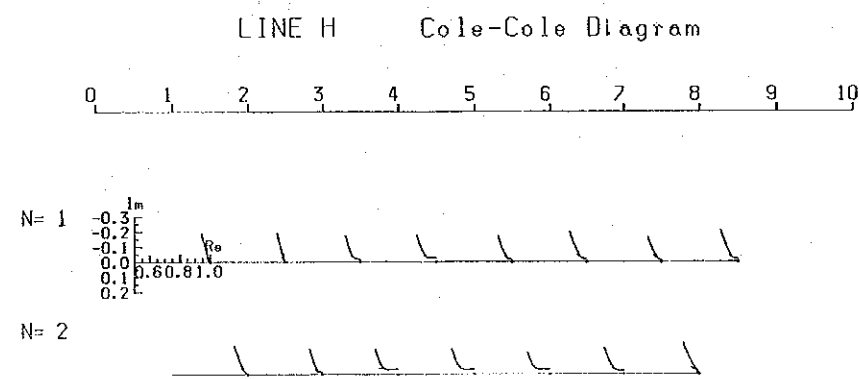 LINE H Cole-Cole Diagram
0 1 2 3 4 5 6 7 8 9 10
N= 1
Im
-0.3
-0.2
-0.1 Re
0.0
0.6 0.8 1.0
0.1
0.2
N= 2